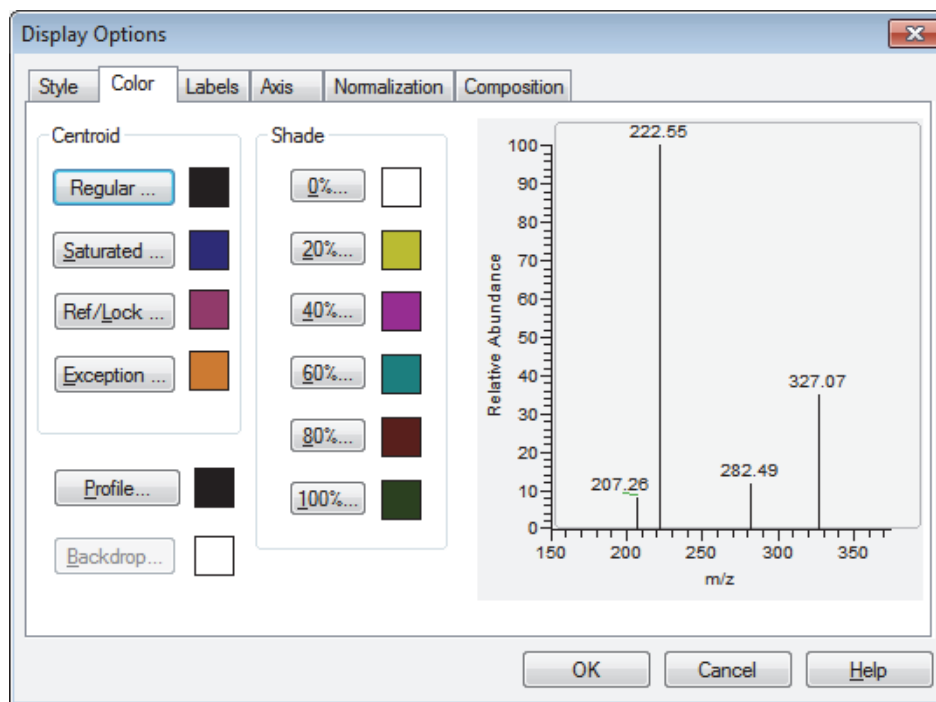 Display Options
Style Color Labels Axis Normalization Composition
Centroid
Regular ...
Saturated ...
Ref/Lock ...
Exception ...
Profile...
Backdrop...
Shade
0%...
20%...
40%...
60%...
80%...
100%...
222.55
327.07
282.49
207.26
Relative Abundance
100
90
80
70
60
50
40
30
20
10
0
150 200 250 300 350
m/z
OK Cancel Help